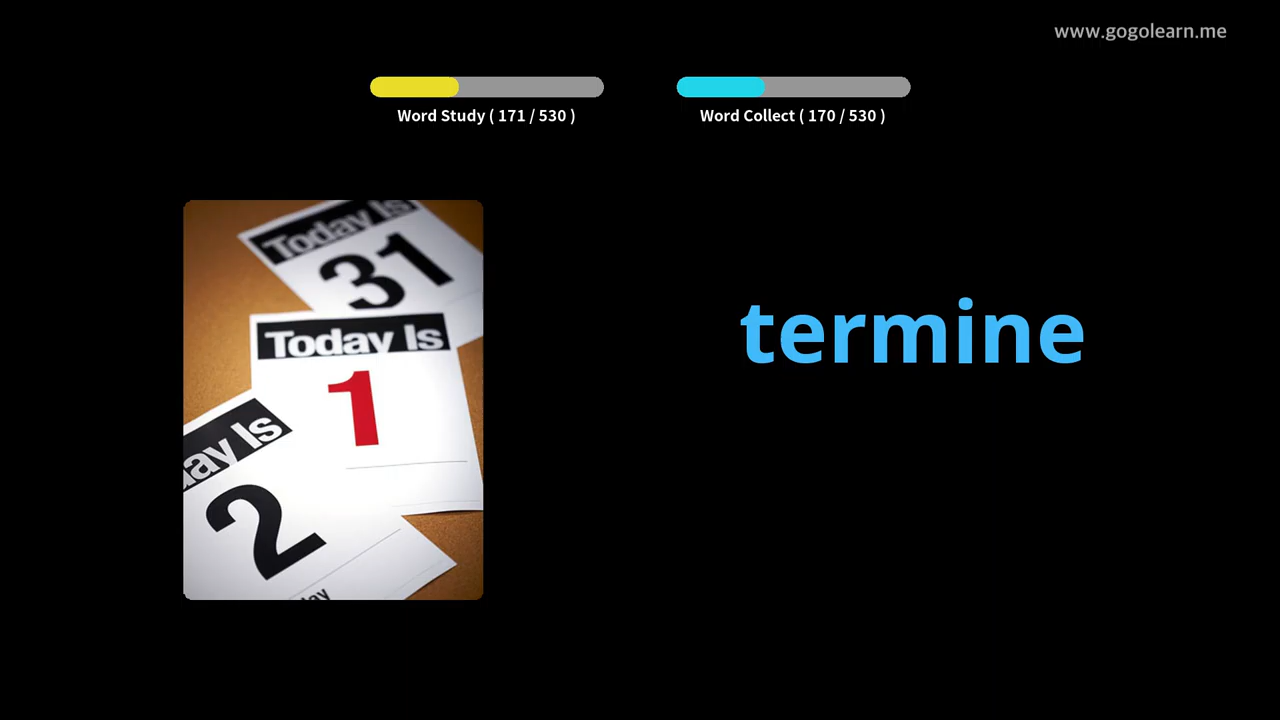 www.gogolearn.me
Word Study ( 171 / 530 )
Word Collect ( 170 / 530 )
Today Is
31
Today Is
1
ay Is
2
termine